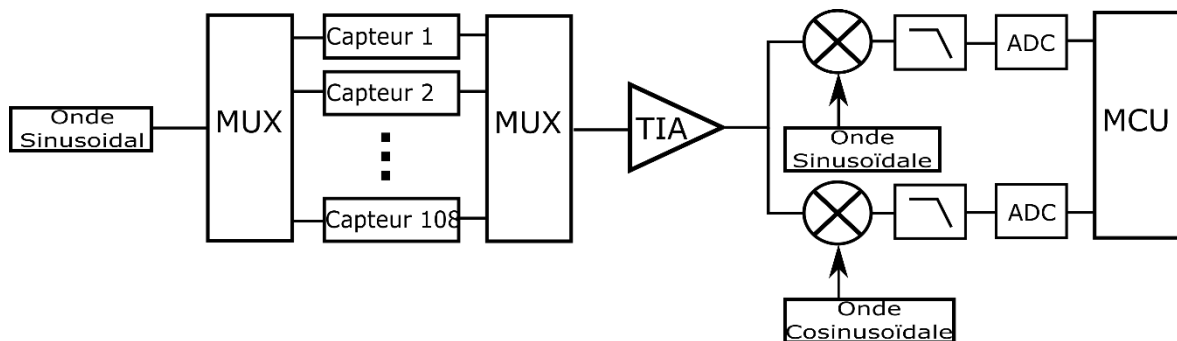 Onde
Sinusoidal
MUX
Capteur 1
Capteur 2
Capteur 108
MUX
TIA
Onde
Sinusoïdale
Onde
Cosinusoïdale
ADC
ADC
MCU